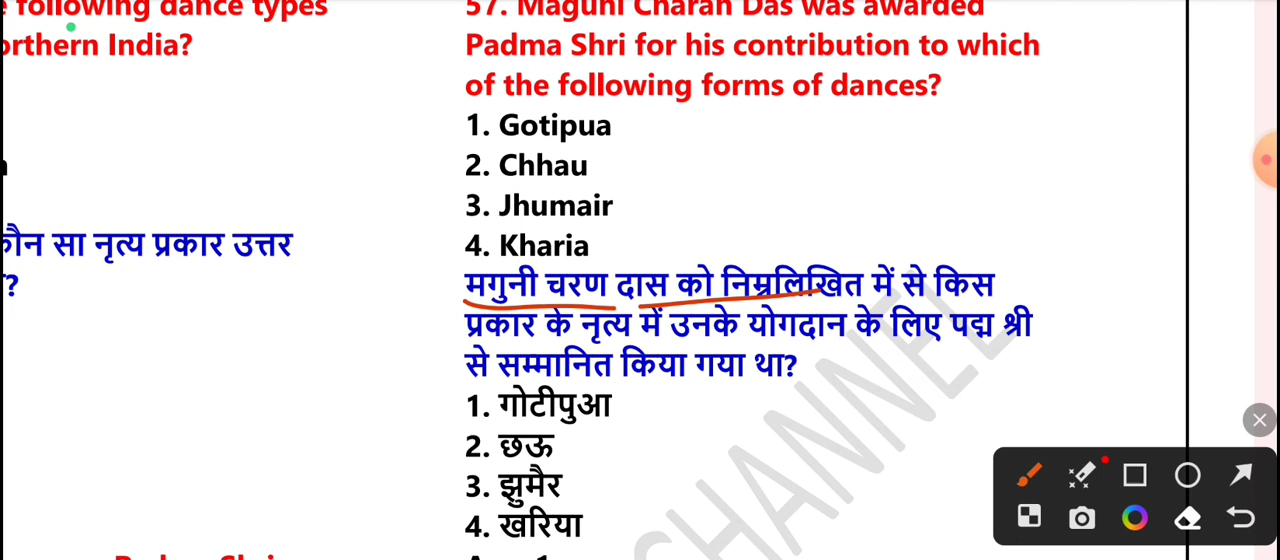 following dance types
orthern India?
कौन सा नृत्य प्रकार उत्तर
?
57. Maguni Charan Das was awarded
Padma Shri for his contribution to which
of the following forms of dances?
1. Gotipua
2. Chhau
3. Jhumair
4. Kharia
मगुनी चरण दास को निम्नलिखित में से किस
प्रकार के नृत्य में उनके योगदान के लिए पद्म श्री
से सम्मानित किया गया था?
1. गोटीपुआ
2. छऊ
3. झुमैर
4. खरिया
CHANNEL